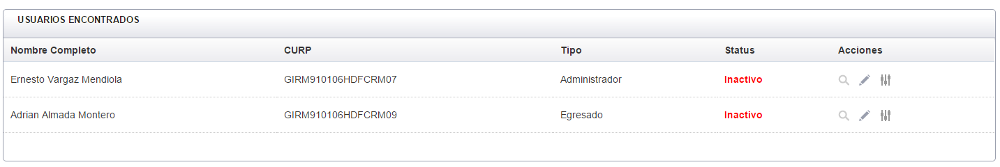 USUARIOS ENCONTRADOS
Nombre Completo CURP Tipo Status Acciones
Ernesto Vargaz Mendiola GIRM910106HDFCRM07 Administrador Inactivo
Adrian Almada Montero GIRM910106HDFCRM09 Egresado Inactivo